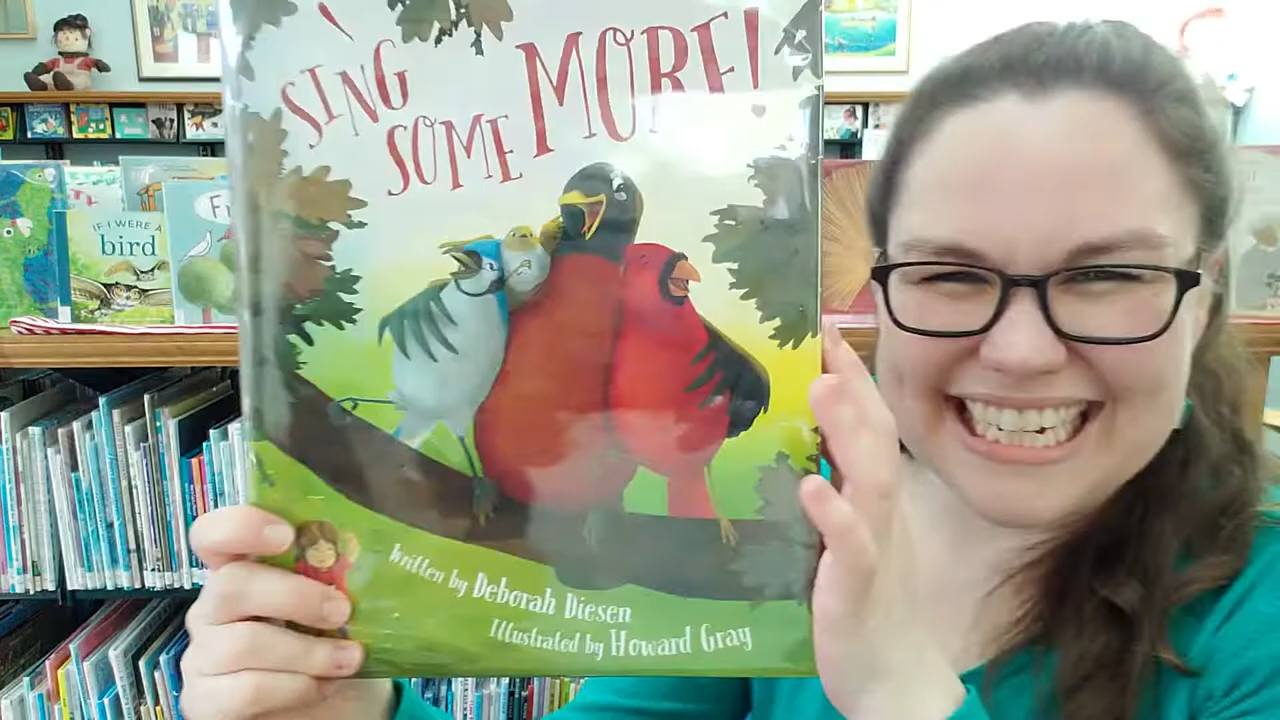 SING
SOME MORE!
Written by Deborah Diesen
Illustrated by Howard Gray
IF I WERE A
bird